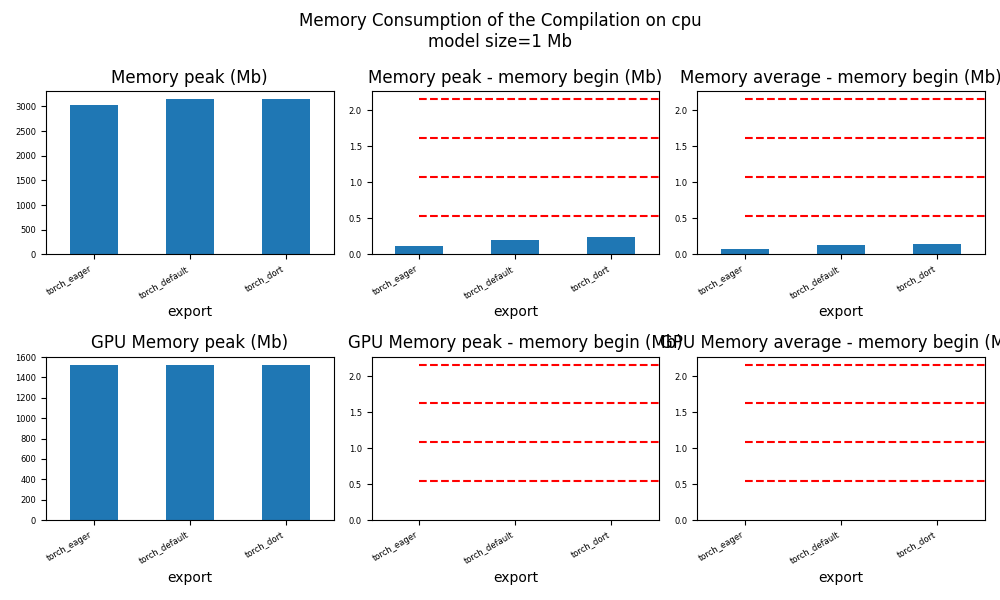 Memory Consumption of the Compilation on cpu
model size=1 Mb
Memory peak (Mb)
Memory peak - memory begin (Mb)
Memory average - memory begin (Mb)
3000
2500
2000
1500
1000
500
0
torch_eager
torch_default
torch_dort
export
2.0
1.5
1.0
0.5
0.0
torch_eager
torch_default
torch_dort
export
2.0
1.5
1.0
0.5
0.0
torch_eager
torch_default
torch_dort
export
GPU Memory peak (Mb)
GPU Memory peak - memory begin (Mb)
GPU Memory average - memory begin (M
1600
1400
1200
1000
800
600
400
200
0
torch_eager
torch_default
torch_dort
export
2.0
1.5
1.0
0.5
0.0
torch_eager
torch_default
torch_dort
export
2.0
1.5
1.0
0.5
0.0
torch_eager
torch_default
torch_dort
export